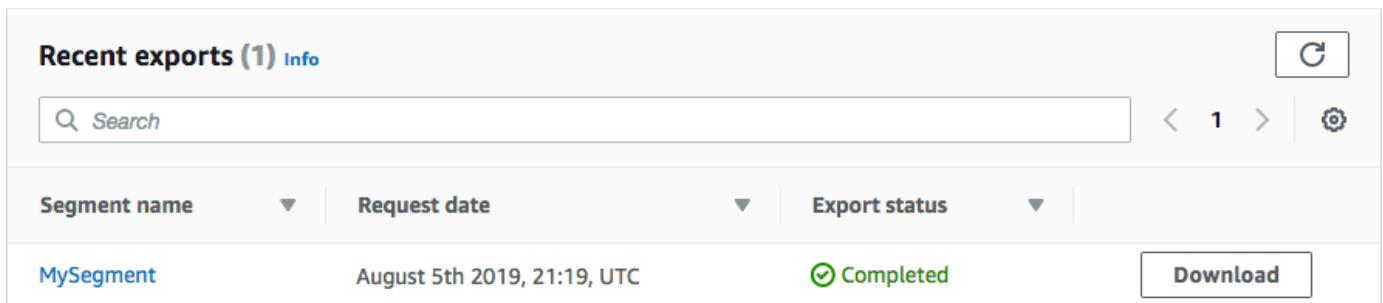 Recent exports (1) Info
Search
1
Segment name Request date Export status
MySegment August 5th 2019, 21:19, UTC Completed Download